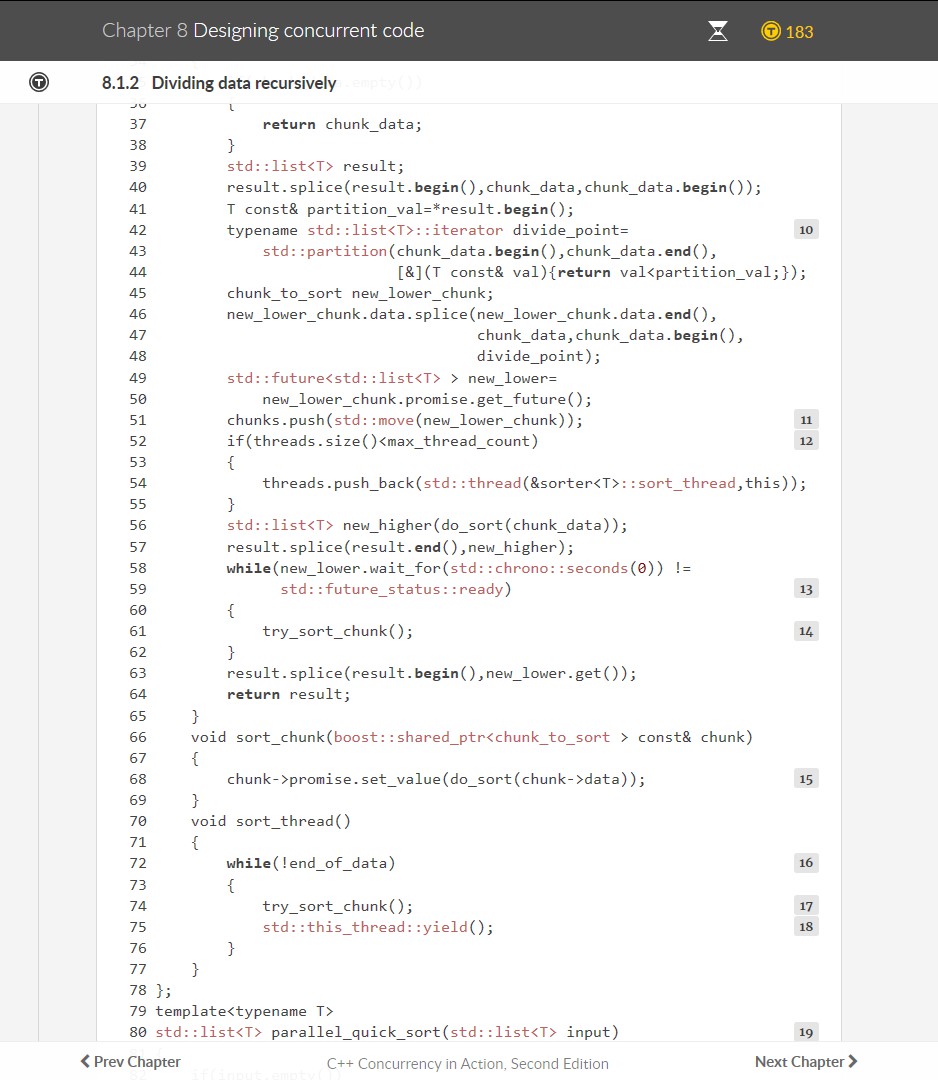 Chapter 8 Designing concurrent code
183
8.1.2 Dividing data recursively
36 {
37 return chunk_data;
38 }
39 std::list<T> result;
40 result.splice(result.begin(),chunk_data,chunk_data.begin());
41 T const& partition_val=*result.begin();
42 typename std::list<T>::iterator divide_point= 10
43 std::partition(chunk_data.begin(),chunk_data.end(),
44 [&](T const& val){return val<partition_val;});
45 chunk_to_sort new_lower_chunk;
46 new_lower_chunk.data.splice(new_lower_chunk.data.end(),
47 chunk_data,chunk_data.begin(),
48 divide_point);
49 std::future<std::list<T> > new_lower=
50 new_lower_chunk.promise.get_future();
51 chunks.push(std::move(new_lower_chunk)); 11
52 if(threads.size()<max_thread_count) 12
53 {
54 threads.push_back(std::thread(&sorter<T>::sort_thread,this));
55 }
56 std::list<T> new_higher(do_sort(chunk_data));
57 result.splice(result.end(),new_higher);
58 while(new_lower.wait_for(std::chrono::seconds(0)) !=
59 std::future_status::ready) 13
60 {
61 try_sort_chunk(); 14
62 }
63 result.splice(result.begin(),new_lower.get());
64 return result;
65 }
66 void sort_chunk(boost::shared_ptr<chunk_to_sort > const& chunk)
67 {
68 chunk->promise.set_value(do_sort(chunk->data)); 15
69 }
70 void sort_thread()
71 {
72 while(!end_of_data) 16
73 {
74 try_sort_chunk(); 17
75 std::this_thread::yield(); 18
76 }
77 }
78 };
79 template<typename T>
80 std::list<T> parallel_quick_sort(std::list<T> input) 19
Prev Chapter
C++ Concurrency in Action, Second Edition
Next Chapter
82 if(input.empty())